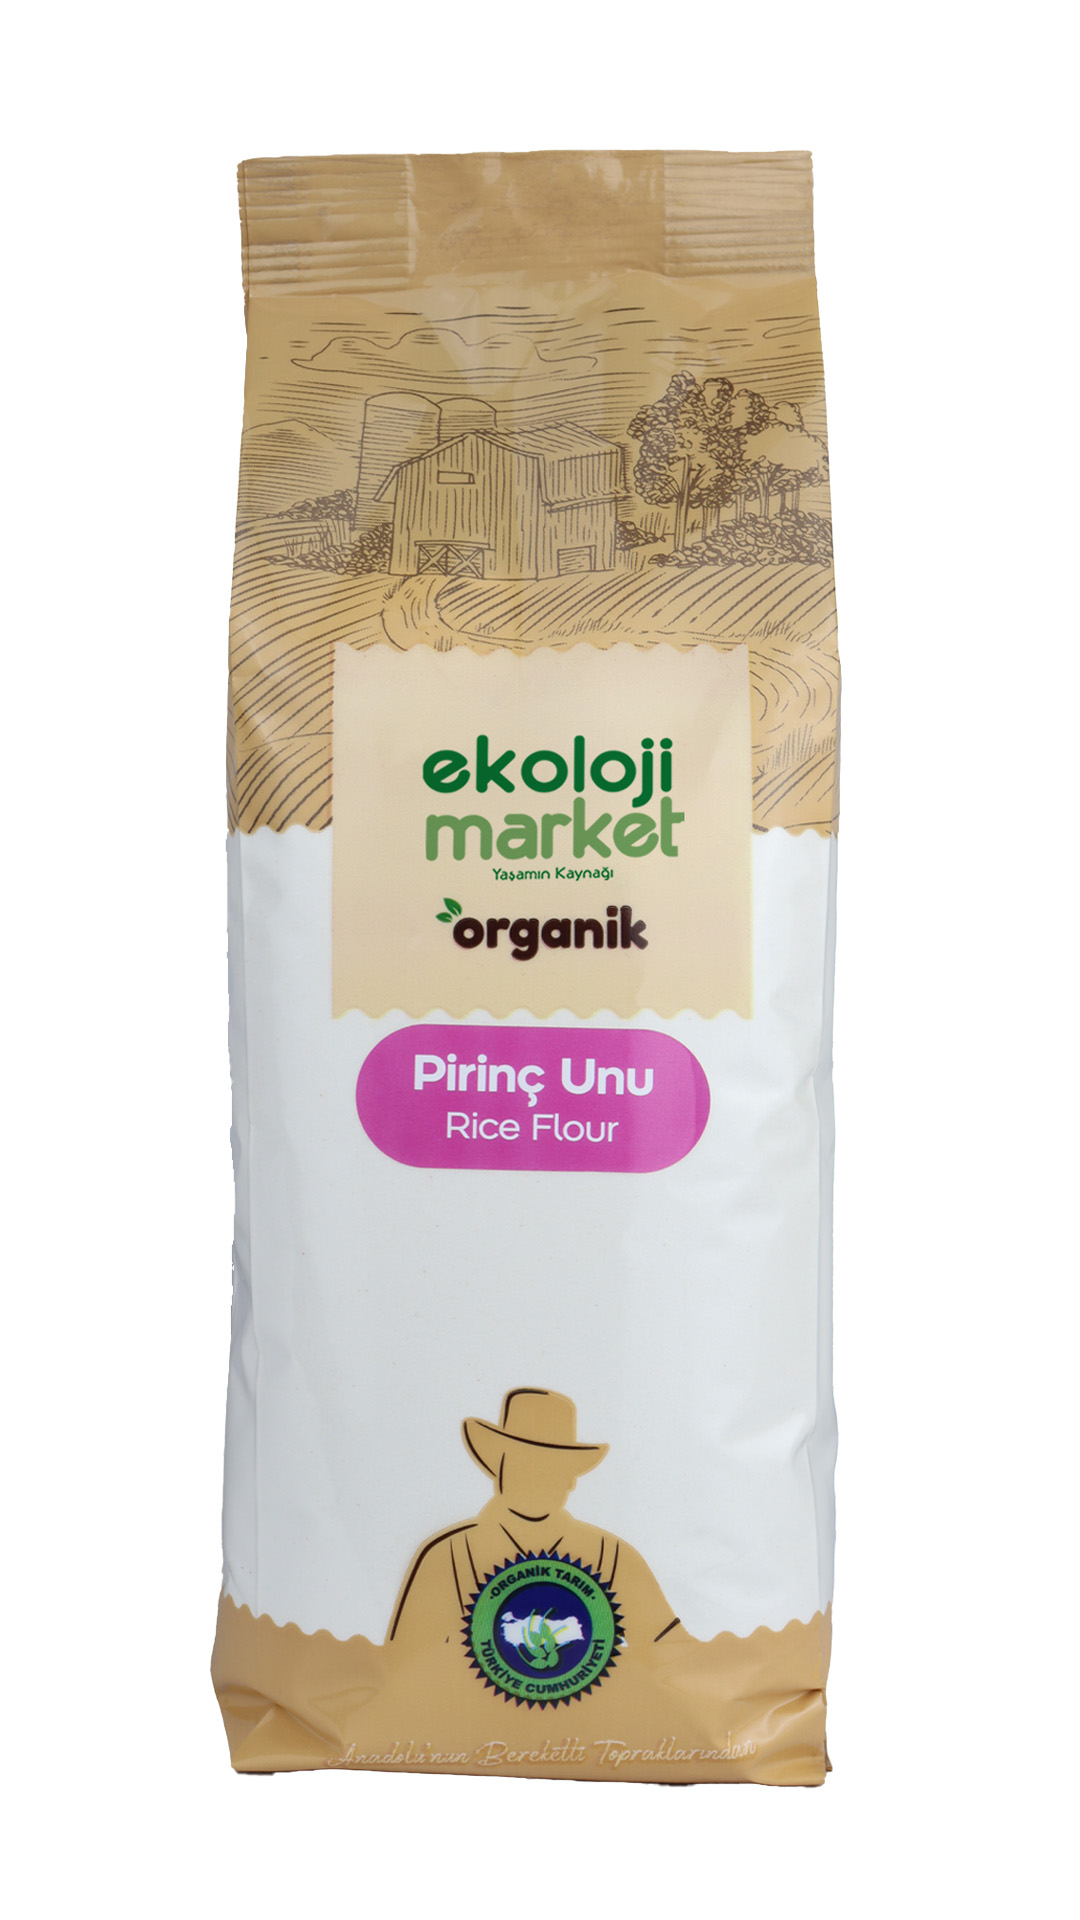 ekoloji
market
Yaşamın Kaynağı
organik
Pirinç Unu
Rice Flour
·ORGANİK TARIM·
TÜRKİYE CUMHURİYETİ
Anadolu'nun Bereketli Topraklarından